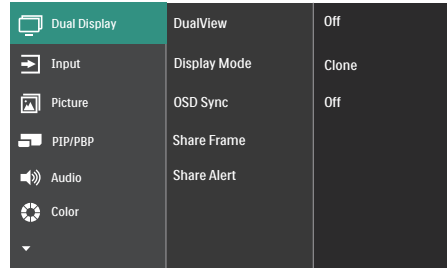 Dual Display DualView Off
Input Display Mode Clone
Picture OSD Sync Off
PIP/PBP Share Frame
Audio Share Alert
Color